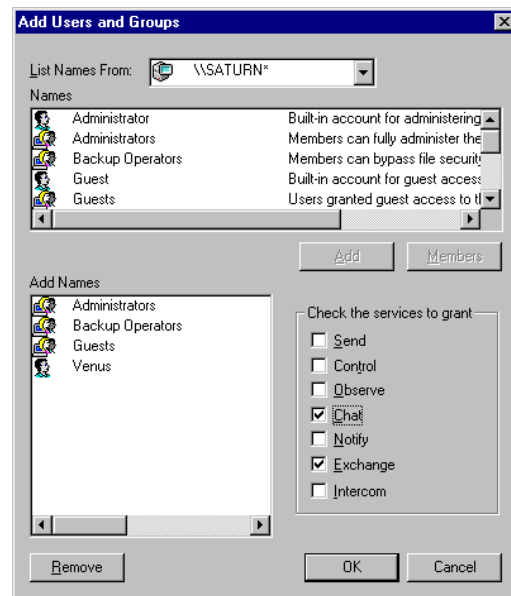 Add Users and Groups
List Names From: \\SATURN*
Names
Administrator Built-in account for administering
Administrators Members can fully administer the
Backup Operators Members can bypass file security
Guest Built-in account for guest access
Guests Users granted guest access to
Add Members
Add Names
Administrators
Backup Operators
Guests
Venus
Check the services to grant
Send
Control
Observe
Chat
Notify
Exchange
Intercom
Remove OK Cancel